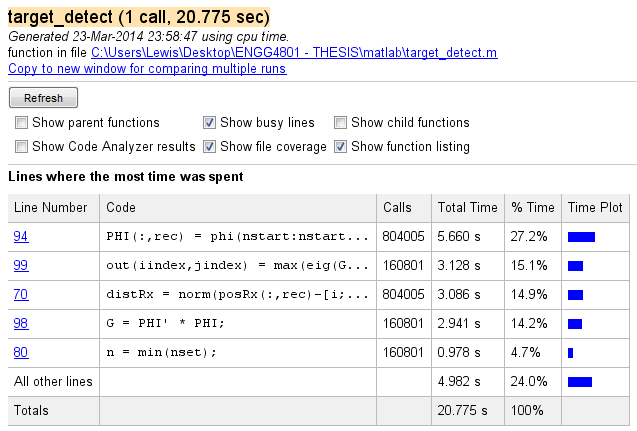 target_detect (1 call, 20.775 sec)
Generated 23-Mar-2014 23:58:47 using cpu time.
function in file C:\Users\Lewis\Desktop\ENGG4801 - THESIS\matlab\target_detect.m
Copy to new window for comparing multiple runs
Refresh
Show parent functions Show busy lines Show child functions
Show Code Analyzer results Show file coverage Show function listing
Lines where the most time was spent
Line Number Code Calls Total Time % Time Time Plot
94 PHI(:,rec) = phi(nstart:nstart... 804005 5.660 s 27.2%
99 out(iindex,jindex) = max(eig(G... 160801 3.128 s 15.1%
70 distRx = norm(posRx(:,rec)-[i;... 804005 3.086 s 14.9%
98 G = PHI' * PHI; 160801 2.941 s 14.2%
80 n = min(nset); 160801 0.978 s 4.7%
All other lines 4.982 s 24.0%
Totals 20.775 s 100%